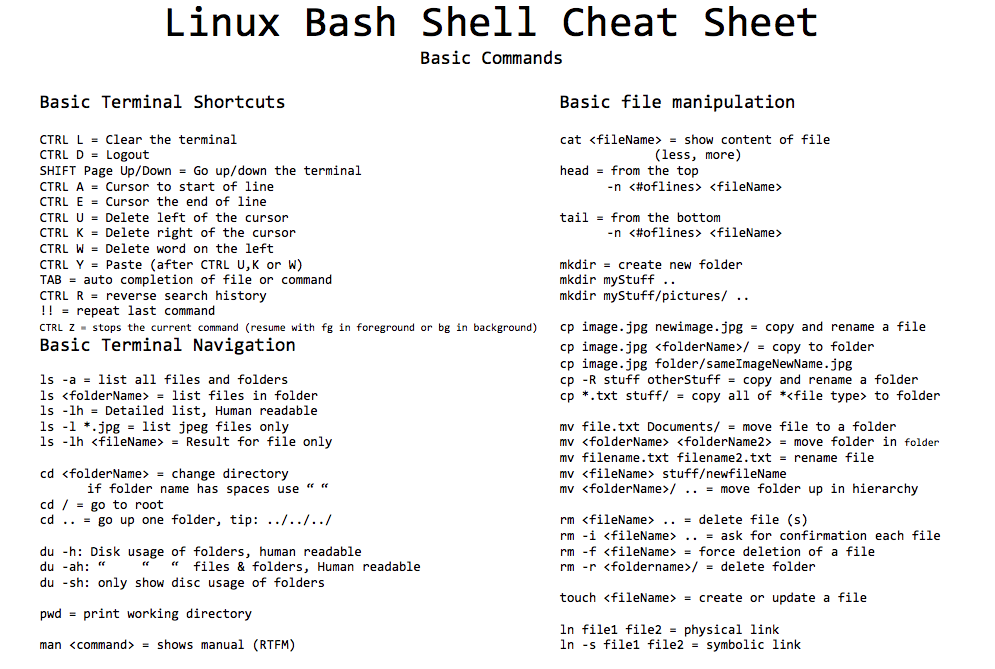 Linux Bash Shell Cheat Sheet
Basic Commands
Basic Terminal Shortcuts
CTRL L = Clear the terminal
CTRL D = Logout
SHIFT Page Up/Down = Go up/down the terminal
CTRL A = Cursor to start of line
CTRL E = Cursor the end of line
CTRL U = Delete left of the cursor
CTRL K = Delete right of the cursor
CTRL W = Delete word on the left
CTRL Y = Paste (after CTRL U,K or W)
TAB = auto completion of file or command
CTRL R = reverse search history
!! = repeat last command
CTRL Z = stops the current command (resume with fg in foreground or bg in background)
Basic Terminal Navigation
ls -a = list all files and folders
ls <folderName> = list files in folder
ls -lh = Detailed list, Human readable
ls -l *.jpg = list jpeg files only
ls -lh <fileName> = Result for file only
cd <folderName> = change directory
if folder name has spaces use “ “
cd / = go to root
cd .. = go up one folder, tip: ../../../
du -h: Disk usage of folders, human readable
du -ah: “ “ “ files & folders, Human readable
du -sh: only show disc usage of folders
pwd = print working directory
man <command> = shows manual (RTFM)
Basic file manipulation
cat <fileName> = show content of file
(less, more)
head = from the top
-n <#oflines> <fileName>
tail = from the bottom
-n <#oflines> <fileName>
mkdir = create new folder
mkdir myStuff ..
mkdir myStuff/pictures/ ..
cp image.jpg newimage.jpg = copy and rename a file
cp image.jpg <folderName>/ = copy to folder
cp image.jpg folder/sameImageNewName.jpg
cp -R stuff otherStuff = copy and rename a folder
cp *.txt stuff/ = copy all of *<file type> to folder
mv file.txt Documents/ = move file to a folder
mv <folderName> <folderName2> = move folder in folder
mv filename.txt filename2.txt = rename file
mv <fileName> stuff/newfileName
mv <folderName>/ .. = move folder up in hierarchy
rm <fileName> .. = delete file (s)
rm -i <fileName> .. = ask for confirmation each file
rm -f <fileName> = force deletion of a file
rm -r <foldername>/ = delete folder
touch <fileName> = create or update a file
ln file1 file2 = physical link
ln -s file1 file2 = symbolic link